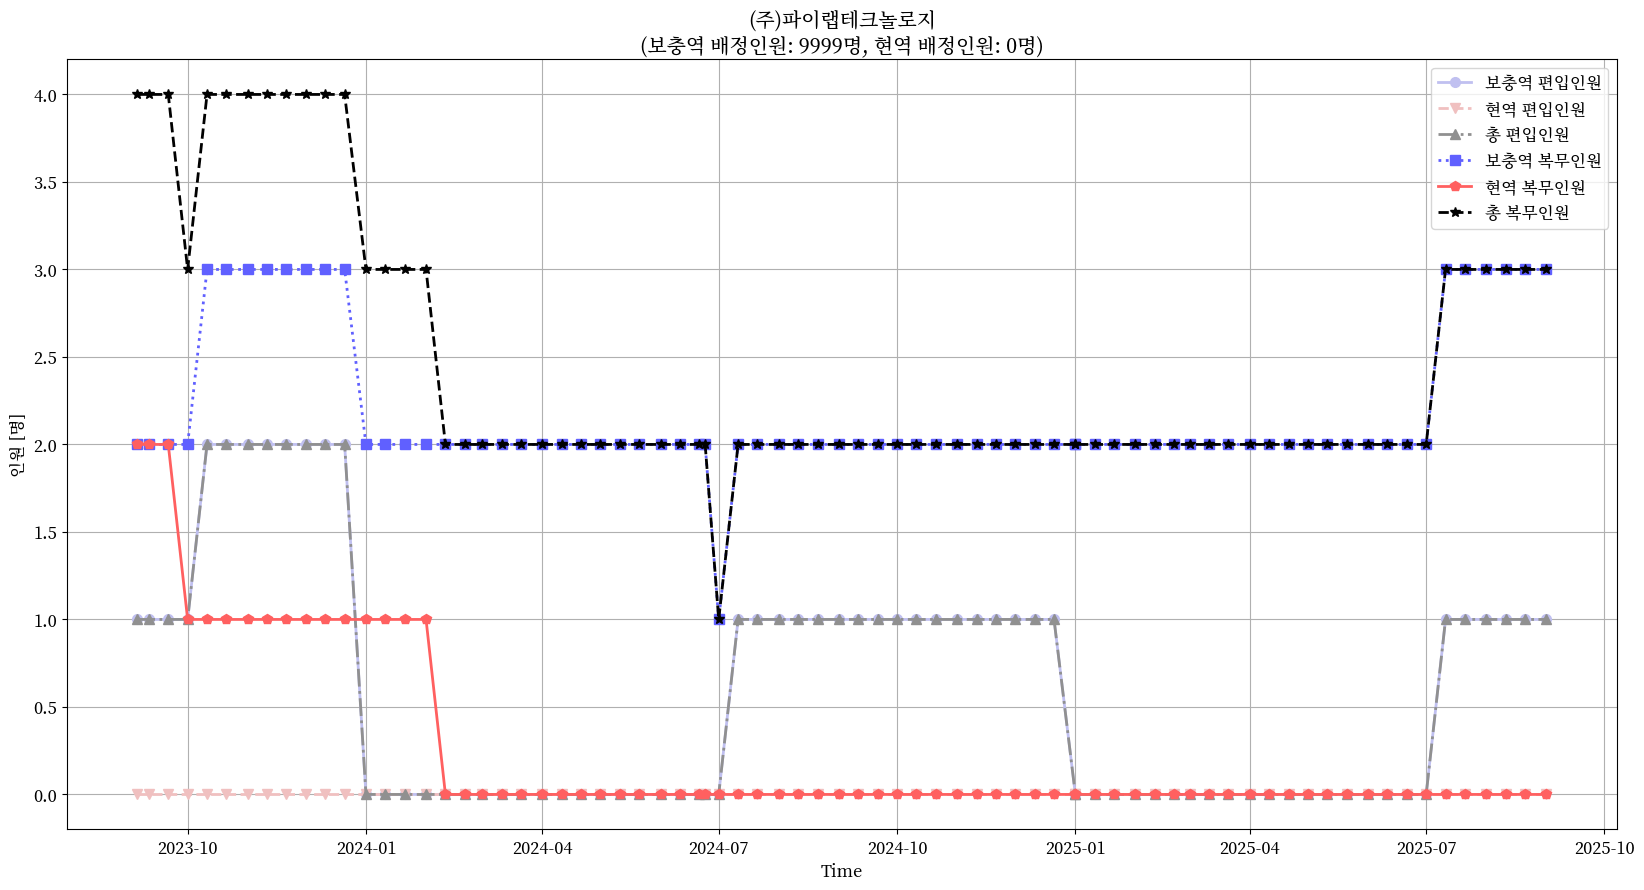 (주)파이랩테크놀로지
(보충역 배정인원: 9999명, 현역 배정인원: 0명)
보충역 편입인원
현역 편입인원
총 편입인원
보충역 복무인원
현역 복무인원
총 복무인원
4.0
3.5
3.0
2.5
2.0
1.5
1.0
0.5
0.0
인원 [명]
2023-10 2024-01 2024-04 2024-07 2024-10 2025-01 2025-04 2025-07 2025-10
Time